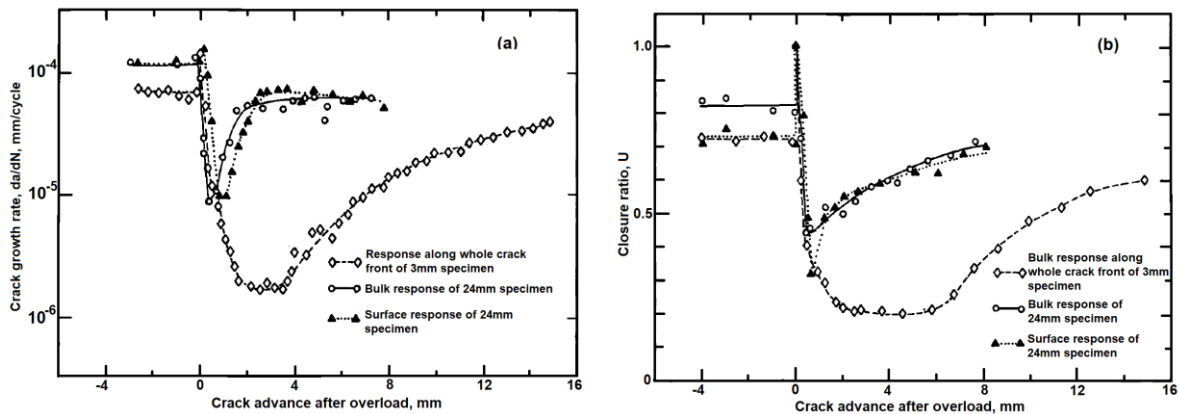 (a)
Crack growth rate, da/dN, mm/cycle
10-4
10-5
10-6
Response along whole crack
front of 3mm specimen
Bulk response of 24mm specimen
Surface response of 24mm
specimen
-4 0 4 8 12 16
Crack advance after overload, mm
(b)
Closure ratio, U
1.0
0.5
0
Bulk response along
whole crack front of 3mm
specimen
Bulk response of
24mm specimen
Surface response of
24mm specimen
-4 0 4 8 12 16
Crack advance after overload, mm